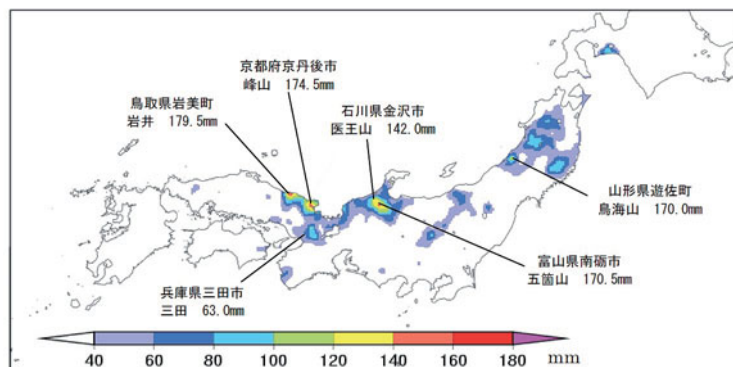 京都府京丹後市
峰山 174.5mm
鳥取県岩美町
岩井 179.5mm
石川県金沢市
医王山 142.0mm
山形県遊佐町
鳥海山 170.0mm
富山県南砺市
五箇山 170.5mm
兵庫県三田市
三田 63.0mm
40 60 80 100 120 140 160 180 mm